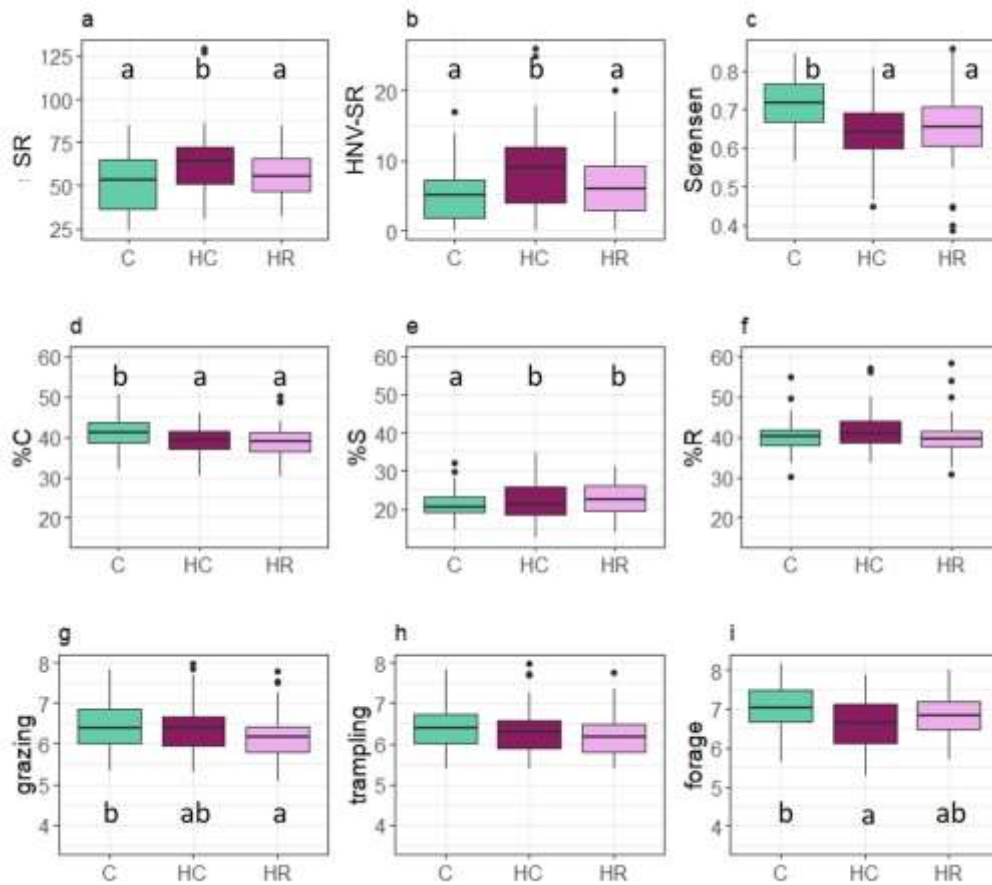 a b c
125 100 75 50 25
SR
a b a
C HC HR
20 10 0
HNV-SR
a b a
C HC HR
0.8 0.7 0.6 0.5 0.4
Sørensen
b a a
C HC HR
d e f
60 50 40 30 20
%C
b a a
C HC HR
60 50 40 30 20
%S
a b b
C HC HR
60 50 40 30 20
%R
C HC HR
g h i
8 7 6 5 4
grazing
b ab a
C HC HR
8 7 6 5 4
trampling
C HC HR
8 7 6 5 4
forage
b a ab
C HC HR